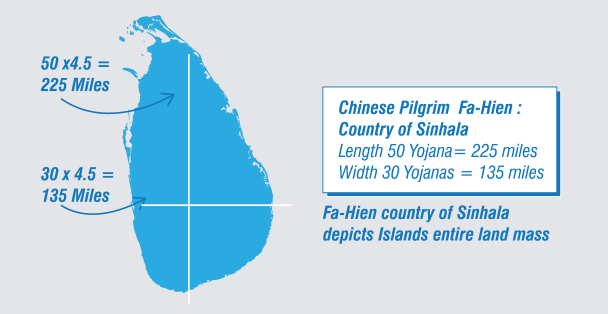 50 x4.5 =
225 Miles
30 x 4.5 =
135 Miles
Chinese Pilgrim Fa-Hien :
Country of Sinhala
Length 50 Yojana= 225 miles
Width 30 Yojanas = 135 miles
Fa-Hien country of Sinhala
depicts Islands entire land mass